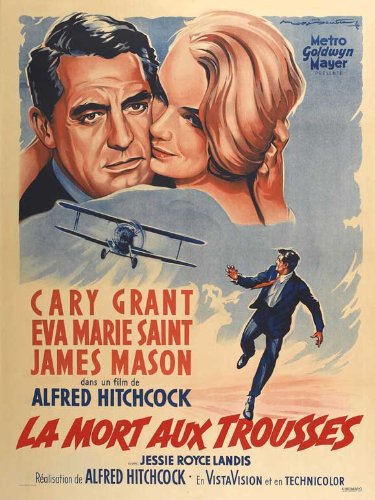 Metro
Goldwyn
Mayer
PRÉSENTE
CARY GRANT
EVA MARIE SAINT
JAMES MASON
dans un film de
ALFRED HITCHCOCK
LA MORT AUX TROUSSES
avec JESSIE ROYCE LANDIS
Réalisation de ALFRED HITCHCOCK - En VISTAVISION et en TECHNICOLOR